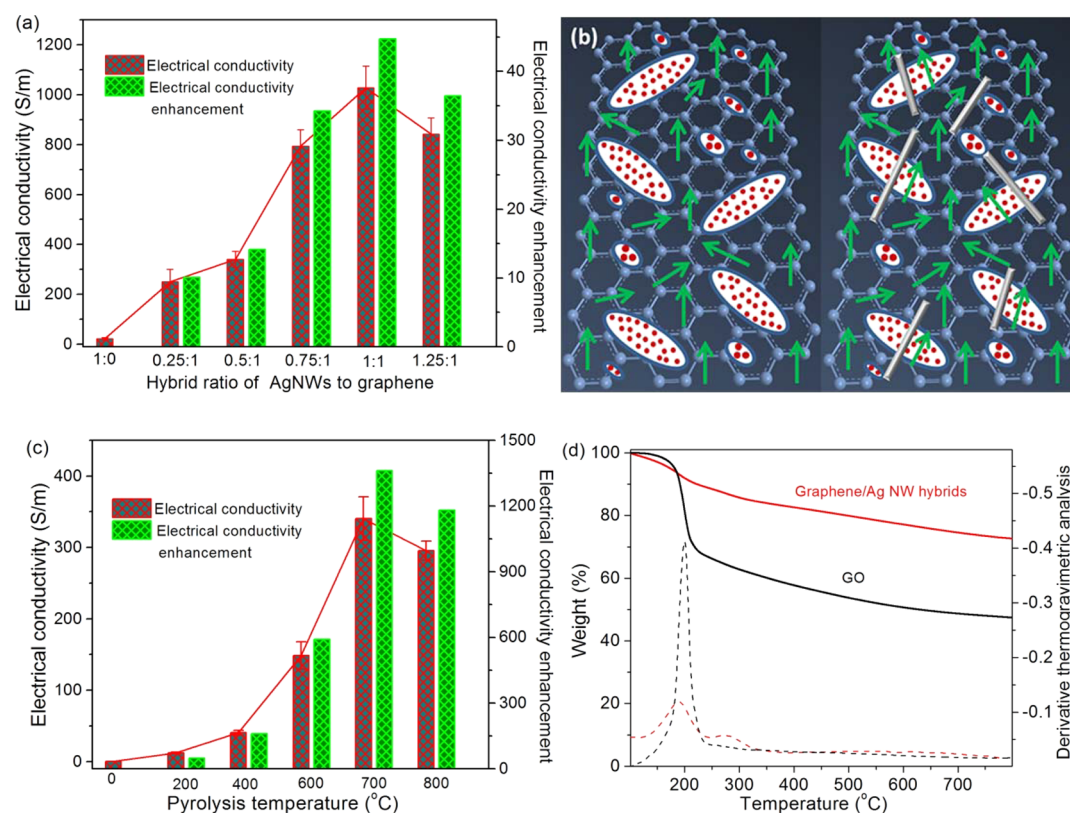 (a)
Electrical conductivity (S/m)
1200
1000
800
600
400
200
0
Electrical conductivity
Electrical conductivity
enhancement
1:0 0.25:1 0.5:1 0.75:1 1:1 1.25:1
Hybrid ratio of AgNWs to graphene
40
30
20
10
0
Electrical conductivity enhancement
(b)
(c)
Electrical conductivity (S/m)
400
300
200
100
0
Electrical conductivity
Electrical conductivity
enhancement
0 200 400 600 700 800
Pyrolysis temperature (°C)
1500
1200
900
600
300
0
Electrical conductivity enhancement
(d)
Weight (%)
100
80
60
40
20
0
Graphene/Ag NW hybrids
GO
200 300 400 500 600 700
Temperature (°C)
-0.5
-0.4
-0.3
-0.2
-0.1
Derivative thermogravimetric analysis